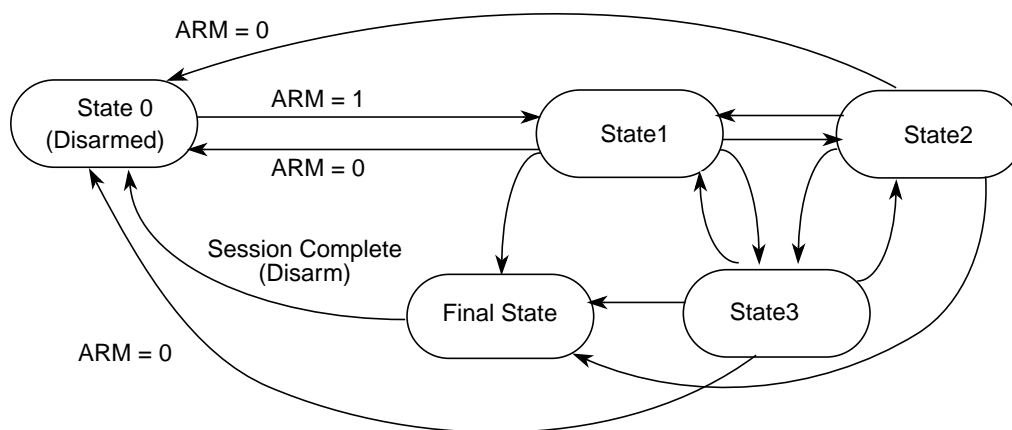 ARM = 0
State 0
(Disarmed)
ARM = 1
State1
State2
ARM = 0
Session Complete
(Disarm)
Final State
State3
ARM = 0